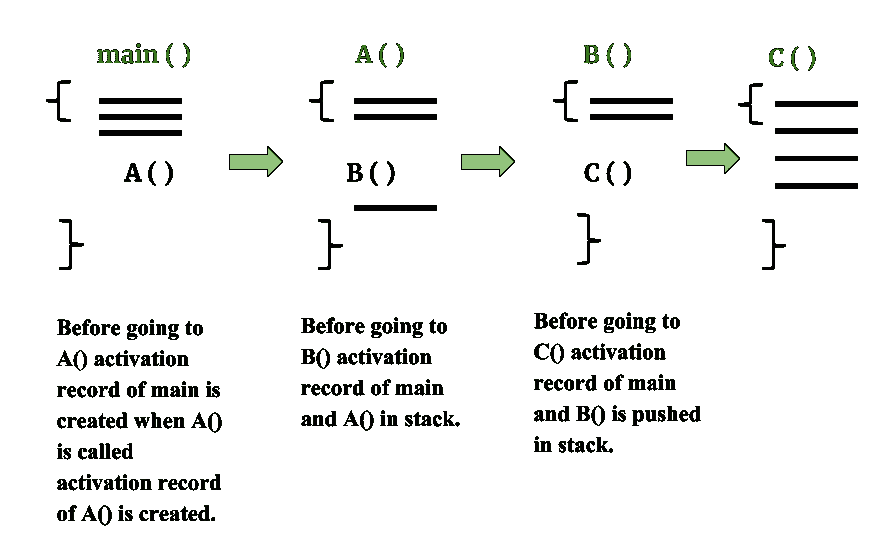 main ( )
A ( )
B ( )
C ( )
A ( )
B ( )
C ( )
Before going to
A() activation
record of main is
created when A()
is called
activation record
of A() is created.
Before going to
B() activation
record of main
and A() in stack.
Before going to
C() activation
record of main
and B() is pushed
in stack.